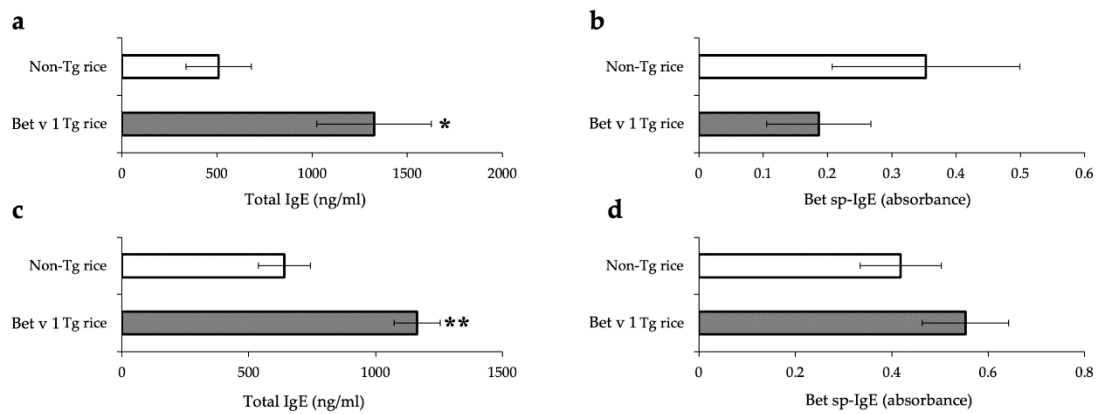 a
Non-Tg rice
Bet v 1 Tg rice
*
0 500 1000 1500 2000
Total IgE (ng/ml)
b
Non-Tg rice
Bet v 1 Tg rice
0 0.1 0.2 0.3 0.4 0.5 0.6
Bet sp-IgE (absorbance)
c
Non-Tg rice
Bet v 1 Tg rice
**
0 500 1000 1500
Total IgE (ng/ml)
d
Non-Tg rice
Bet v 1 Tg rice
0 0.2 0.4 0.6 0.8
Bet sp-IgE (absorbance)